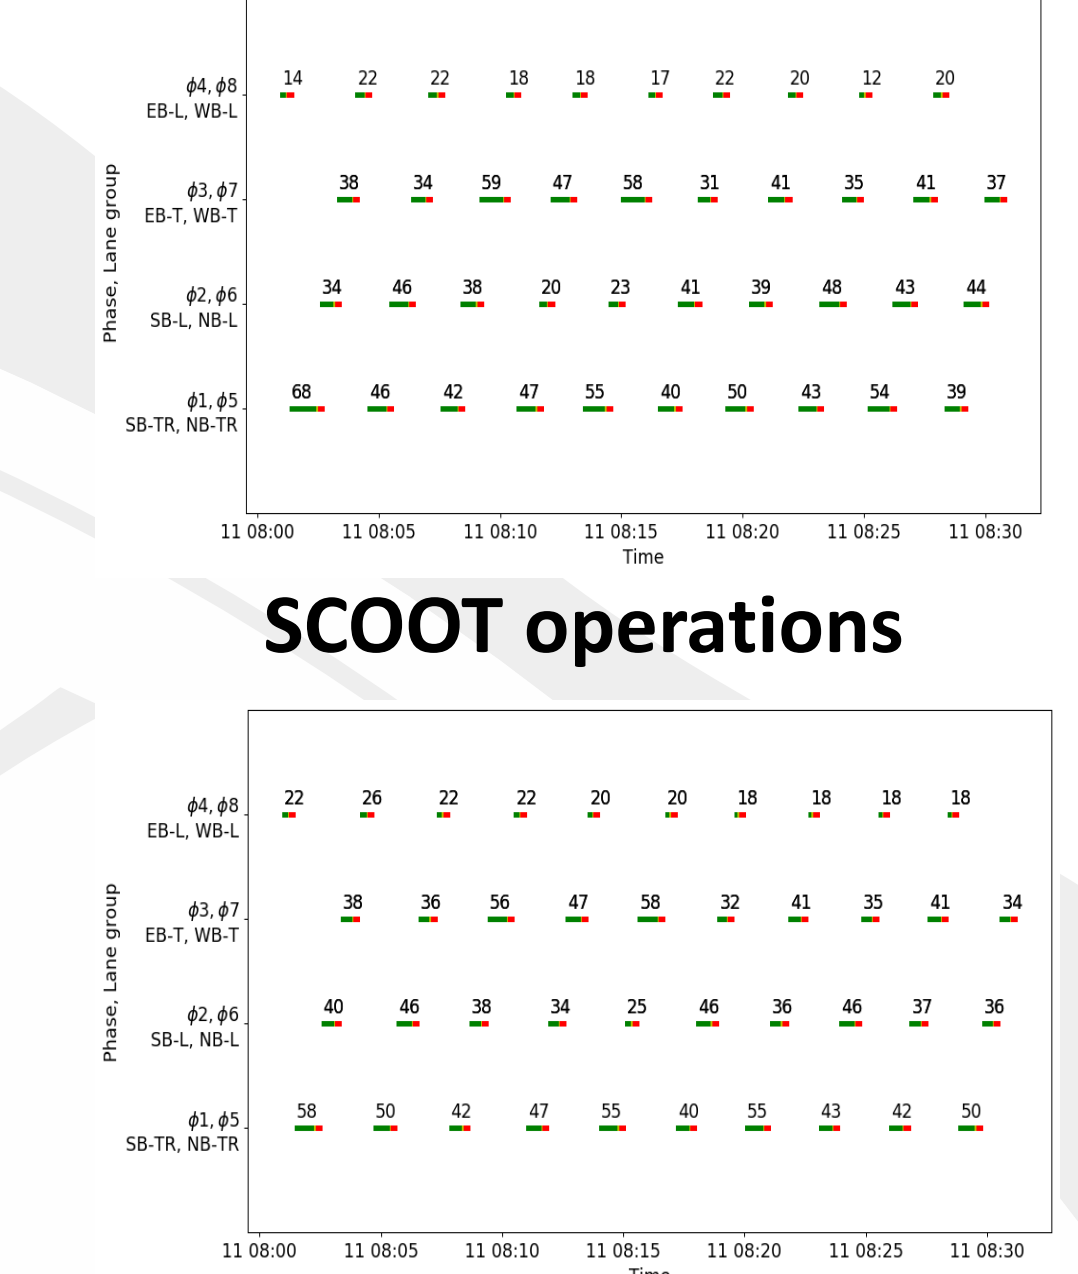 14 22 22 18 18 17 22 20 12 20
ϕ4, ϕ8
EB-L, WB-L
38 34 59 47 58 31 41 35 41 37
ϕ3, ϕ7
EB-T, WB-T
34 46 38 20 23 41 39 48 43 44
ϕ2, ϕ6
SB-L, NB-L
68 46 42 47 55 40 50 43 54 39
ϕ1, ϕ5
SB-TR, NB-TR
Phase, Lane group
11 08:00 11 08:05 11 08:10 11 08:15 11 08:20 11 08:25 11 08:30
Time
SCOOT operations
22 26 22 22 20 20 18 18 18 18
ϕ4, ϕ8
EB-L, WB-L
38 36 56 47 58 32 41 35 41 34
ϕ3, ϕ7
EB-T, WB-T
40 46 38 34 25 46 36 46 37 36
ϕ2, ϕ6
SB-L, NB-L
58 50 42 47 55 40 55 43 42 50
ϕ1, ϕ5
SB-TR, NB-TR
Phase, Lane group
11 08:00 11 08:05 11 08:10 11 08:15 11 08:20 11 08:25 11 08:30
Time